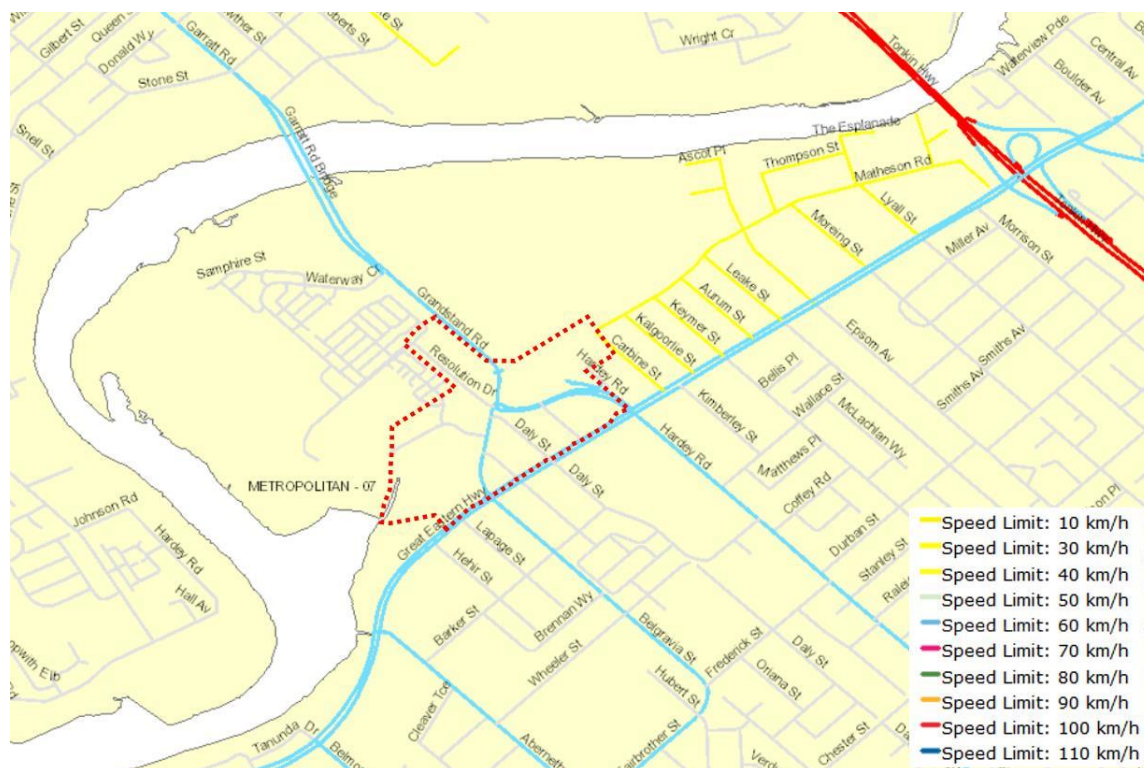 Gilbert St
Queen
Donald Wy
Garratt Rd
Stone St
Snell St
Wright Cr
Tonkin Hwy
Waterview Pde
Central Av
Boulder Av
The Esplanade
Garratt Rd Bridge
Ascot Pl
Thompson St
Matheson Rd
Lyall St
Moreing St
Miller Av
Morrison St
Samphire St
Waterway Cr
Grandstand Rd
Leake St
Aurum St
Keymer St
Kalgoorlie St
Carbine St
Hardey Rd
Resolution Dr
Epsom Av
Smiths Av
Smiths Av
Bellis Pl
Wallace St
McLachlan Wy
Kimberley St
Matthews Pl
Hardey Rd
Coffey Rd
Daly St
Daly St
METROPOLITAN - 07
Great Eastern Hwy
Johnson Rd
Hardey Rd
Hall Av
Lapage St
Hehir St
Barker St
Brennan Wy
Wheeler St
Belgravia St
Durban St
Stanley St
Frederick St
Daly St
Oriana St
Hubert St
Cleaver Tce
Tanunda Dr
Fairbrother St
Chester St
Speed Limit: 10 km/h
Speed Limit: 30 km/h
Speed Limit: 40 km/h
Speed Limit: 50 km/h
Speed Limit: 60 km/h
Speed Limit: 70 km/h
Speed Limit: 80 km/h
Speed Limit: 90 km/h
Speed Limit: 100 km/h
Speed Limit: 110 km/h